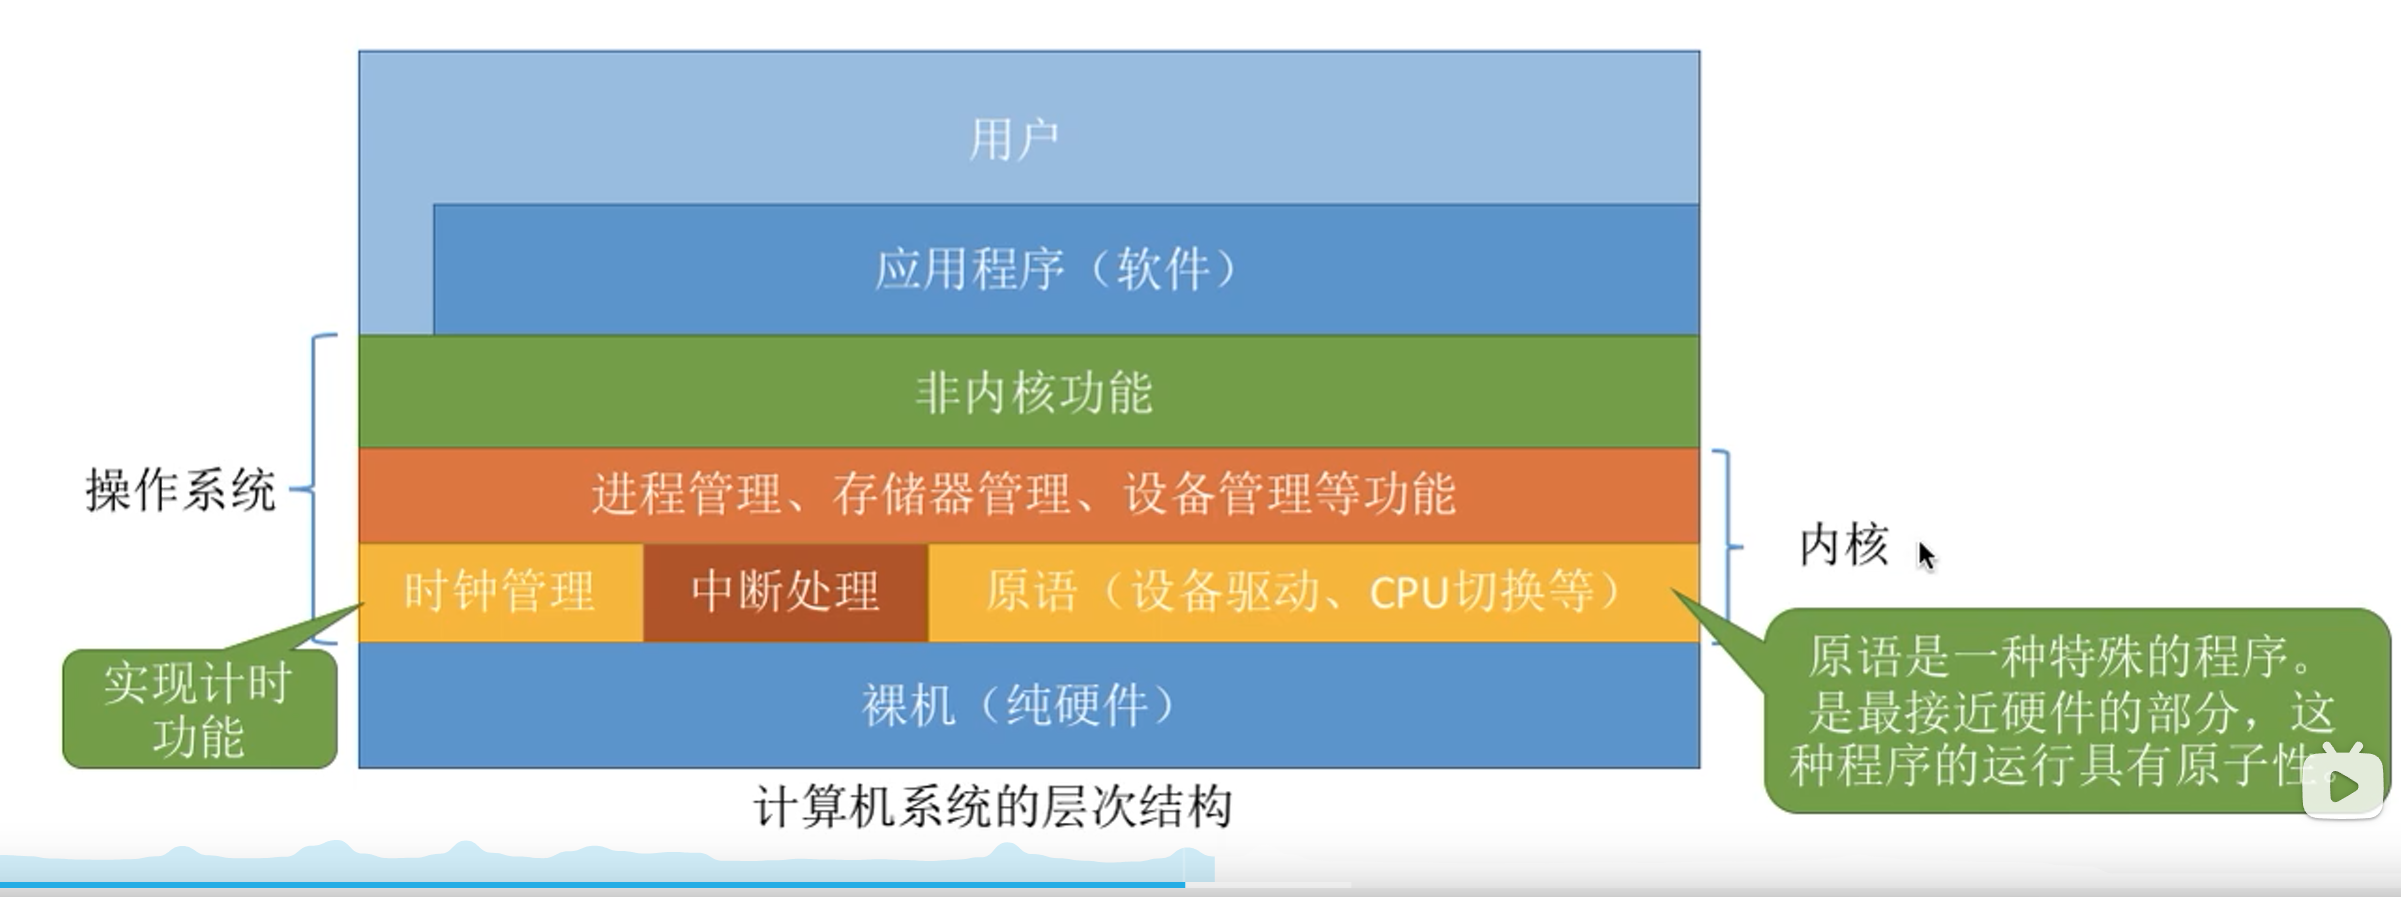 用户
应用程序（软件）
非内核功能
操作系统
进程管理、存储器管理、设备管理等功能
内核
时钟管理
中断处理
原语（设备驱动、CPU切换等）
实现计时
功能
裸机（纯硬件）
原语是一种特殊的程序。
是最接近硬件的部分，这
种程序的运行具有原子性。
计算机系统的层次结构